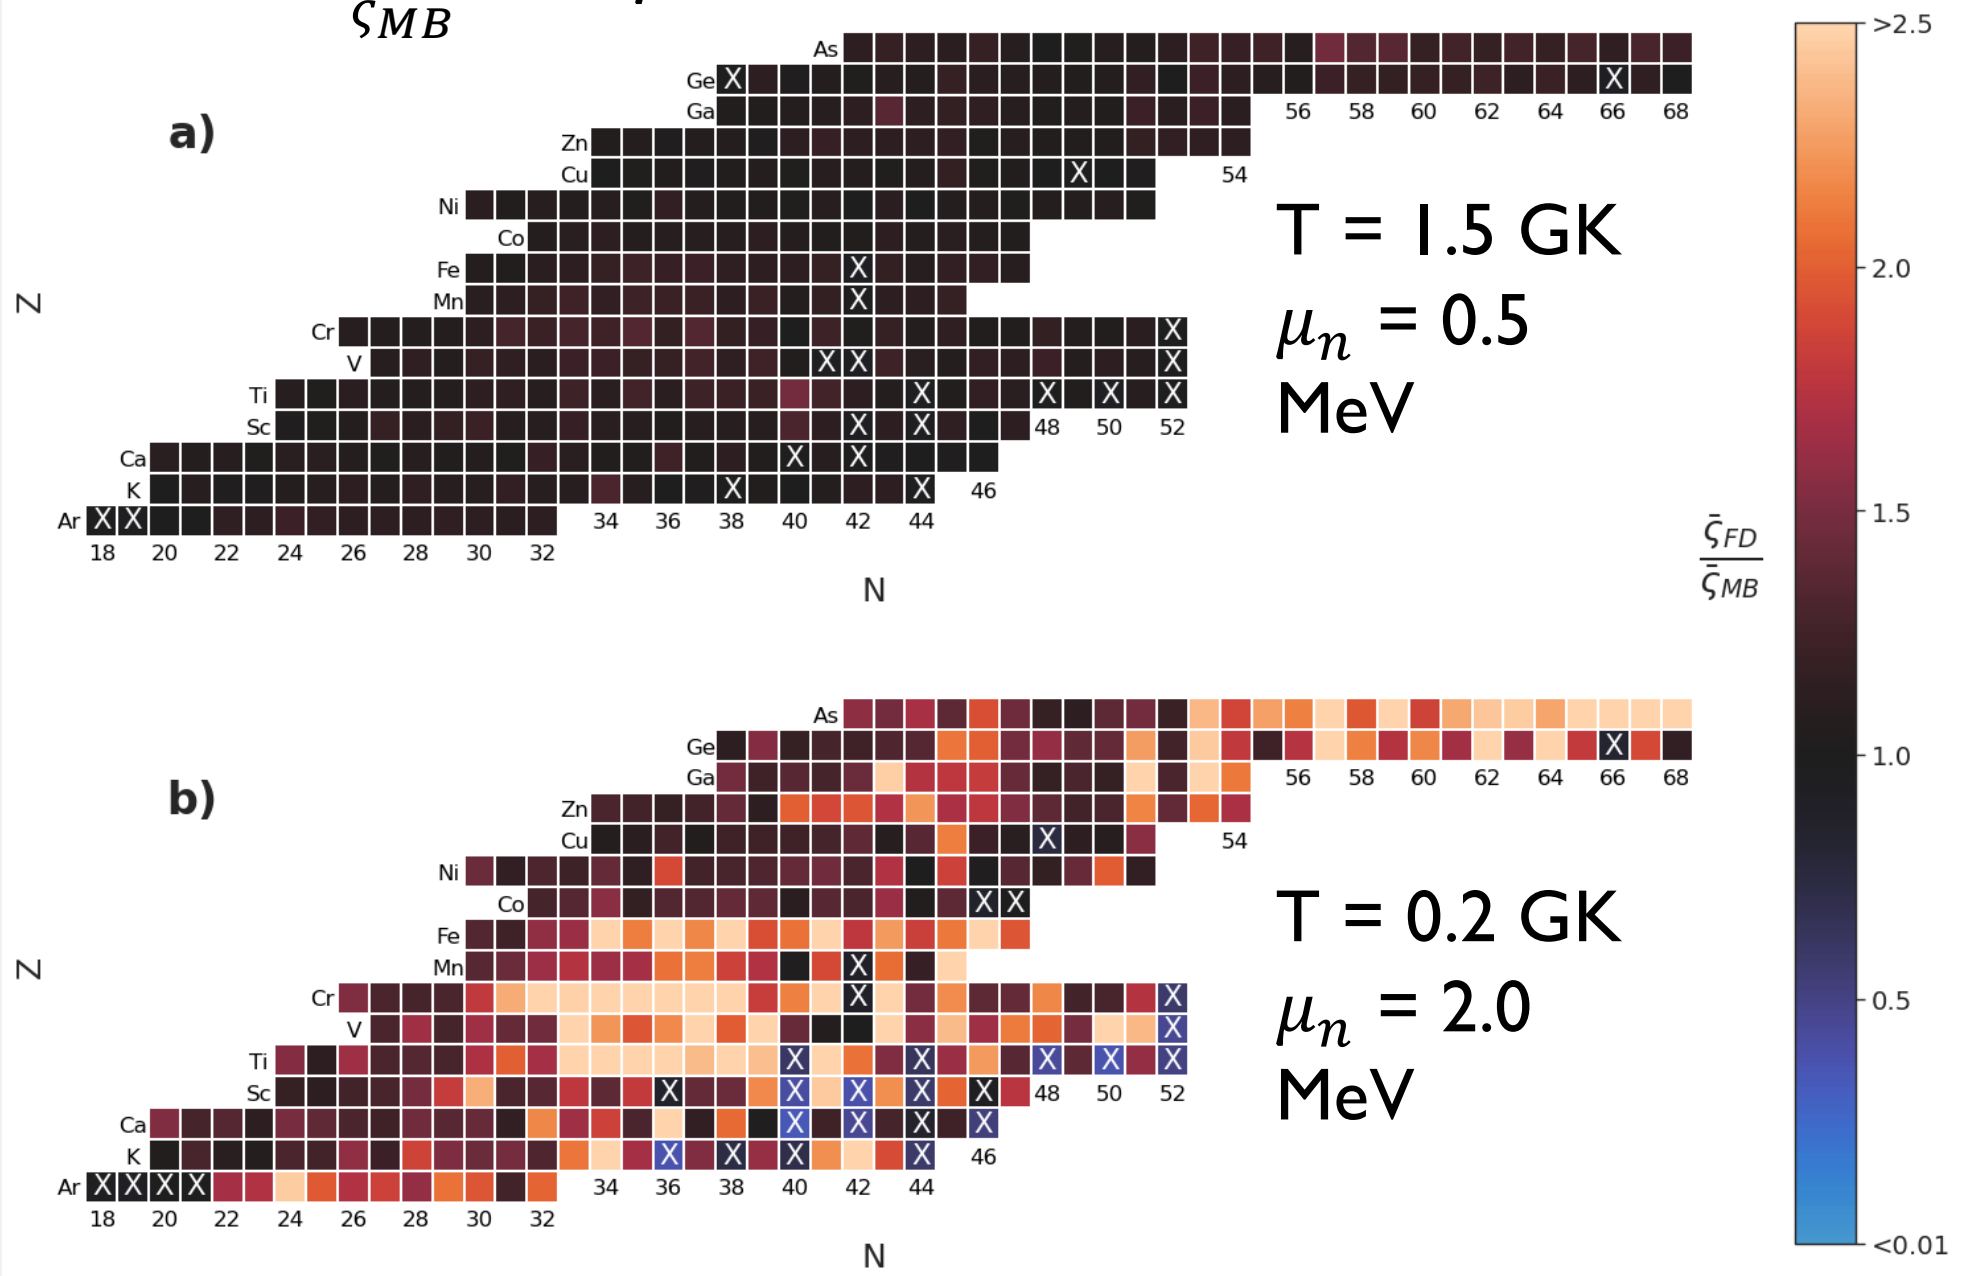 ς_MB
a)
As
Ge X X
Ga 56 58 60 62 64 66 68
Zn
Cu X 54
Ni
Co
Fe X
Mn X
Cr X
V X X X
Ti X X X X
Sc X X 48 50 52
Ca X X
K X X 46
Ar X X 34 36 38 40 42 44
18 20 22 24 26 28 30 32
N
Z
T = 1.5 GK
μ_n = 0.5
MeV
b)
As
Ge X
Ga 56 58 60 62 64 66 68
Zn
Cu X 54
Ni
Co X X
Fe
Mn X
Cr X X
V X
Ti X X X X X
Sc X X X X X 48 50 52
Ca X X X X
K X X X X 46
Ar X X X X 34 36 38 40 42 44
18 20 22 24 26 28 30 32
N
Z
T = 0.2 GK
μ_n = 2.0
MeV
ς̄_FD
ς̄_MB
>2.5
2.0
1.5
1.0
0.5
<0.01